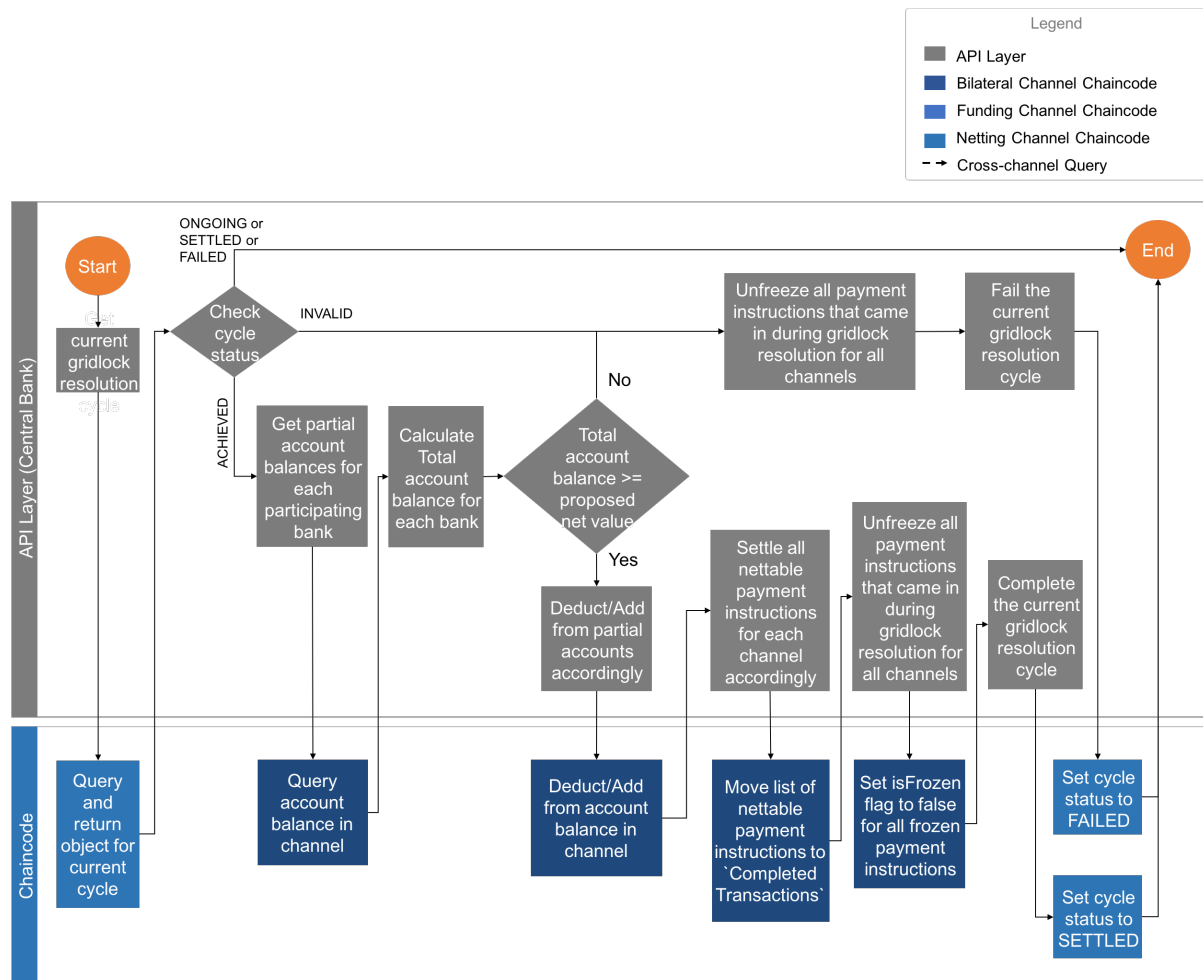 Legend
API Layer
Bilateral Channel Chaincode
Funding Channel Chaincode
Netting Channel Chaincode
Cross-channel Query
API Layer (Central Bank)
Start
ONGOING or
SETTLED or
FAILED
End
Get
current
gridlock
resolution
cycle
Check
cycle
status
INVALID
ACHIEVED
Unfreeze all payment
instructions that came
in during gridlock
resolution for all
channels
Fail the
current
gridlock
resolution
cycle
Get partial
account
balances for
each
participating
bank
Calculate
Total
account
balance for
each bank
No
Total
account
balance >=
proposed
net value
Yes
Deduct/Add
from partial
accounts
accordingly
Settle all
nettable
payment
instructions
for each
channel
accordingly
Unfreeze all
payment
instructions
that came in
during
gridlock
resolution for
all channels
Complete
the current
gridlock
resolution
cycle
Chaincode
Query
and
return
object for
current
cycle
Query
account
balance in
channel
Deduct/Add
from account
balance in
channel
Move list of
nettable
payment
instructions to
`Completed
Transactions`
Set isFrozen
flag to false
for all frozen
payment
instructions
Set cycle
status to
FAILED
Set cycle
status to
SETTLED